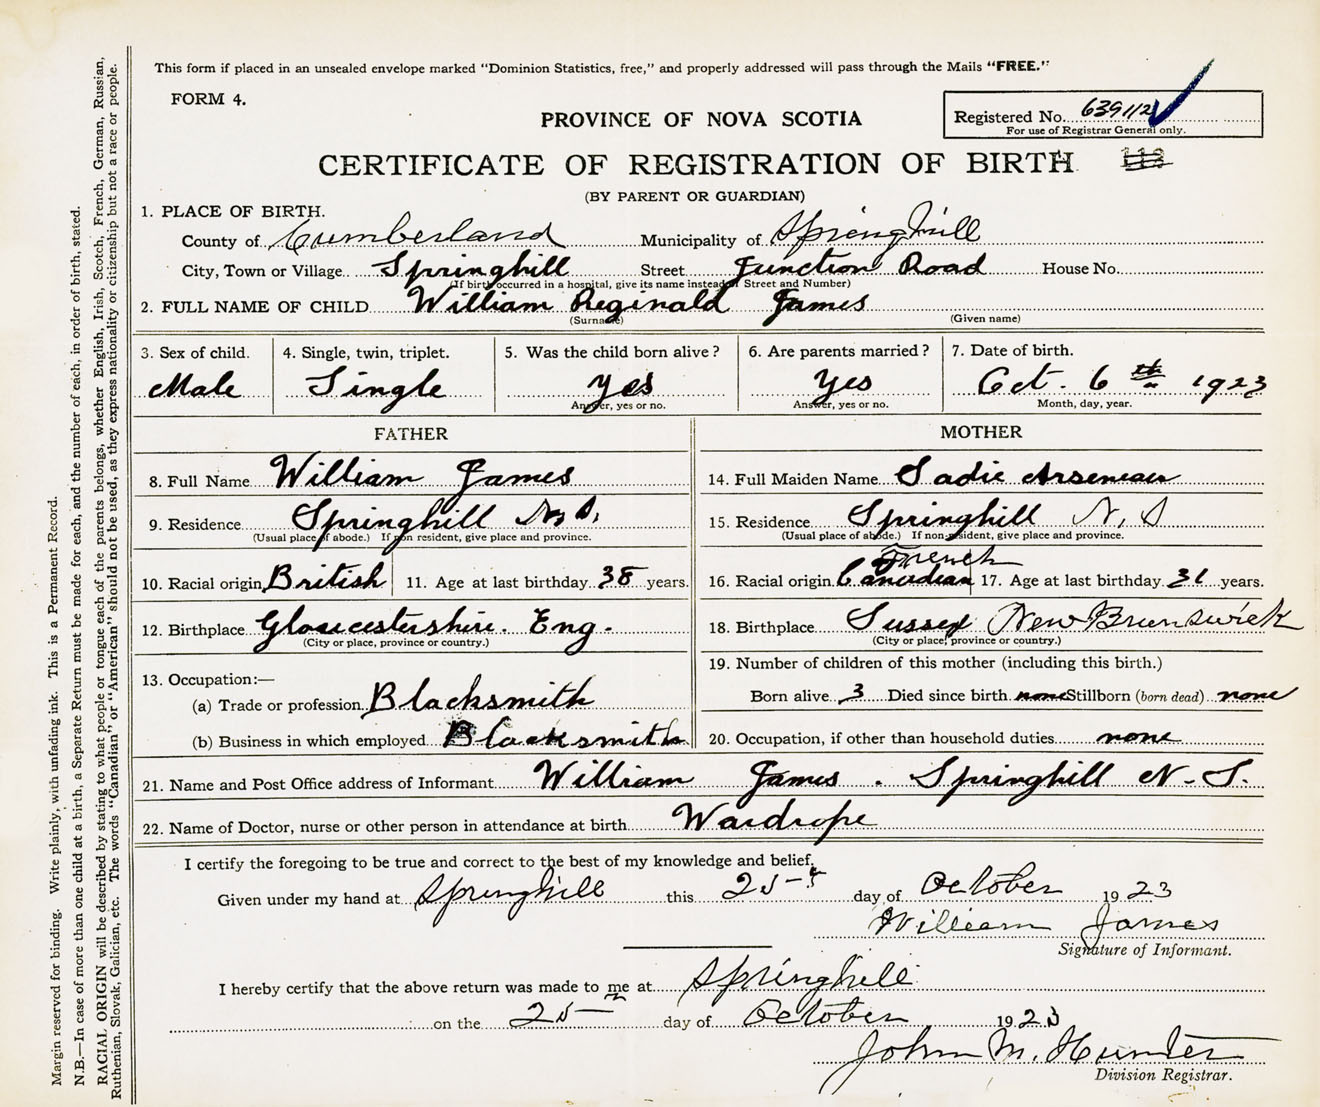 This form if placed in an unsealed envelope marked "Dominion Statistics, free," and properly addressed will pass through the Mails "FREE."
FORM 4.
Registered No. 639112
For use of Registrar General only.
PROVINCE OF NOVA SCOTIA
CERTIFICATE OF REGISTRATION OF BIRTH
(BY PARENT OR GUARDIAN)
1. PLACE OF BIRTH.
County of Cumberland Municipality of Springhill
City, Town or Village Springhill Street Junction Road House No.
(If birth occurred in a hospital, give its name instead of Street and Number)
2. FULL NAME OF CHILD William Reginald James
(Surname) (Given name)
3. Sex of child. 4. Single, twin, triplet. 5. Was the child born alive? 6. Are parents married? 7. Date of birth.
Male Single yes Yes Oct. 6th 1923
Answer, yes or no. Answer, yes or no. Month, day, year.
FATHER MOTHER
8. Full Name William James 14. Full Maiden Name Sadie Arseneau
9. Residence Springhill N.S. 15. Residence Springhill N.S
(Usual place of abode.) If non resident, give place and province. (Usual place of abode.) If non-resident, give place and province.
10. Racial origin British 11. Age at last birthday 38 years. 16. Racial origin French Canadian 17. Age at last birthday 31 years.
12. Birthplace Gloucestershire. Eng. 18. Birthplace Sussex New Brunswick
(City or place, province or country.) (City or place, province or country.)
13. Occupation:— 19. Number of children of this mother (including this birth.)
(a) Trade or profession Blacksmith Born alive 3 Died since birth none Stillborn (born dead) none
(b) Business in which employed Blacksmith 20. Occupation, if other than household duties none
21. Name and Post Office address of Informant William James. Springhill N.S.
22. Name of Doctor, nurse or other person in attendance at birth Wardrope
I certify the foregoing to be true and correct to the best of my knowledge and belief.
Given under my hand at Springhill this 25th day of October 1923
William James
Signature of Informant.
I hereby certify that the above return was made to me at Springhill
on the 25 day of October 1923
John M. Hunter
Division Registrar.
Margin reserved for binding. Write plainly, with unfading ink. This is a Permanent Record.
N.B.—In case of more than one child at a birth, a Separate Return must be made for each, and the number of each, in order of birth, stated.
RACIAL ORIGIN will be described by stating to what people or tongue each of the parents belongs, whether English, Irish, Scotch, French, German, Russian,
Ruthenian, Slovak, Galician, etc. The words "Canadian" or "American" should not be used, as they express nationality or citizenship but not a race or people.